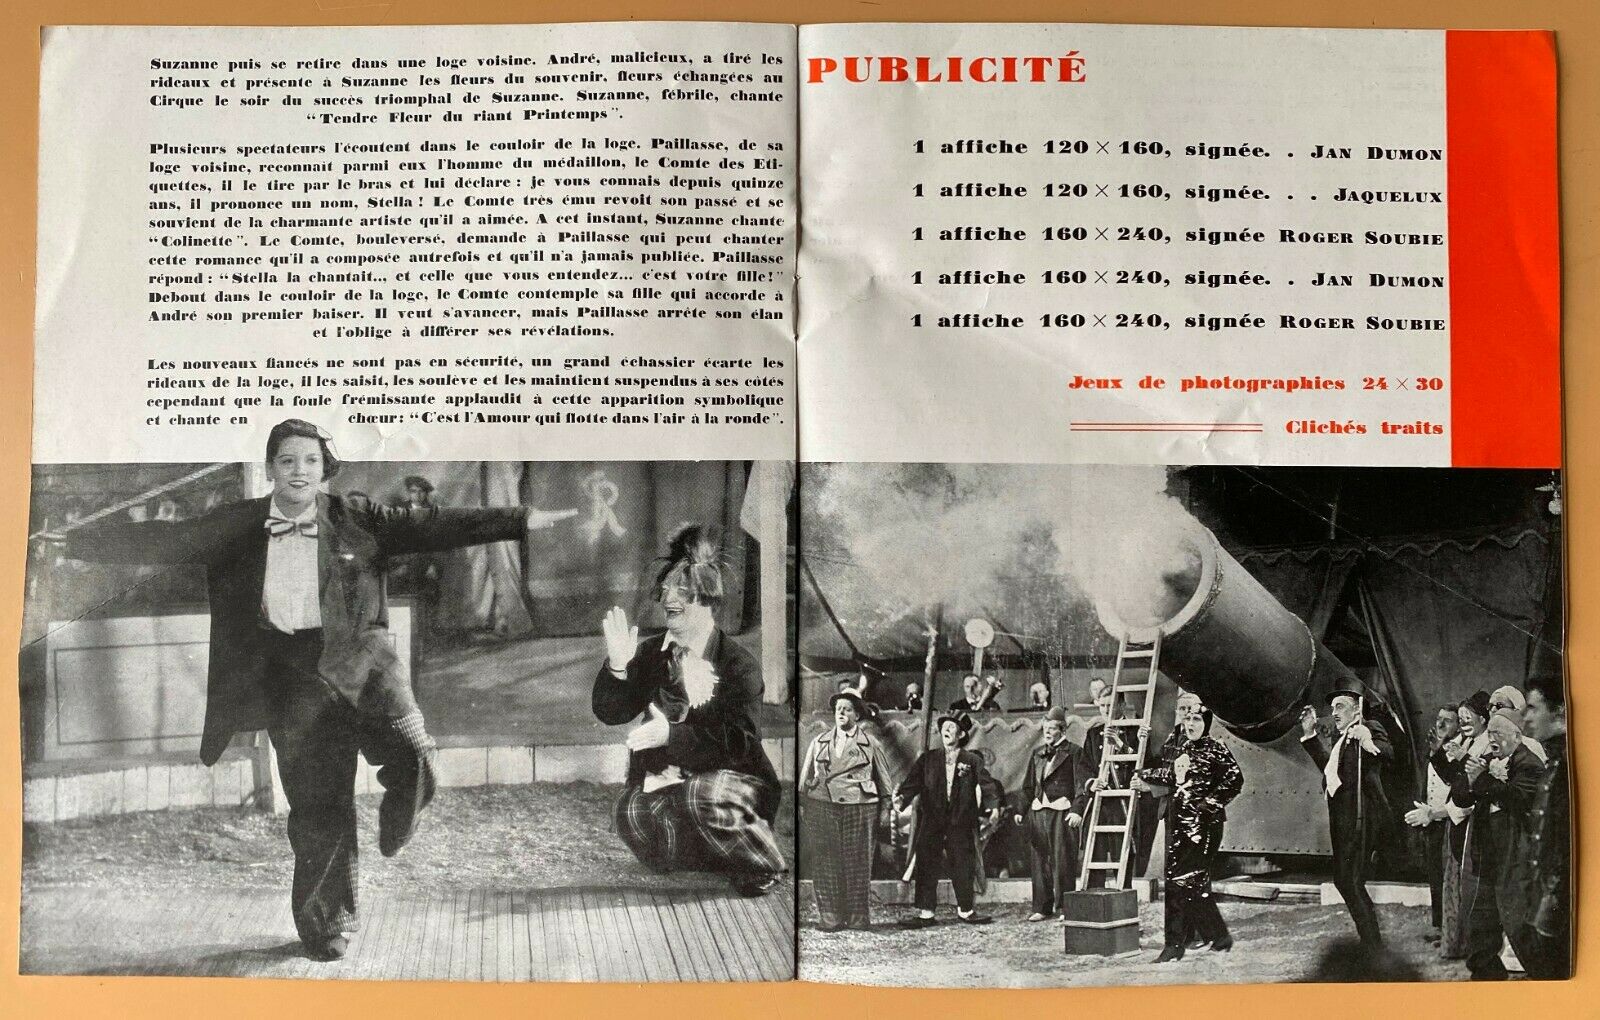 Suzanne puis se retire dans une loge voisine. André, malicieux, a tiré les
rideaux et présente à Suzanne les fleurs du souvenir, fleurs échangées au
Cirque le soir du succès triomphal de Suzanne. Suzanne, fébrile, chante
“Tendre Fleur du riant Printemps”.
Plusieurs spectateurs l'écoutent dans le couloir de la loge. Paillasse, de sa
loge voisine, reconnait parmi eux l'homme du médaillon, le Comte des Eti-
quettes, il le tire par le bras et lui déclare : je vous connais depuis quinze
ans, il prononce un nom, Stella ! Le Comte très ému revoit son passé et se
souvient de la charmante artiste qu'il a aimée. A cet instant, Suzanne chante
“Colinette”. Le Comte, bouleversé, demande à Paillasse qui peut chanter
cette romance qu'il a composée autrefois et qu'il n'a jamais publiée. Paillasse
répond : “Stella la chantait... et celle que vous entendez... c'est votre fille!”
Debout dans le couloir de la loge, le Comte contemple sa fille qui accorde à
André son premier baiser. Il veut s'avancer, mais Paillasse arrête son élan
et l'oblige à différer ses révélations.
Les nouveaux fiancés ne sont pas en sécurité, un grand échassier écarte les
rideaux de la loge, il les saisit, les soulève et les maintient suspendus à ses côtés
cependant que la foule frémissante applaudit à cette apparition symbolique
et chante en chœur: “C'est l'Amour qui flotte dans l'air à la ronde”.
R
PUBLICITÉ
1 affiche 120 × 160, signée. . JAN DUMON
1 affiche 120 × 160, signée. . . JAQUELUX
1 affiche 160 × 240, signée ROGER SOUBIE
1 affiche 160 × 240, signée. . JAN DUMON
1 affiche 160 × 240, signée ROGER SOUBIE
Jeux de photographies 24 × 30
Clichés traits